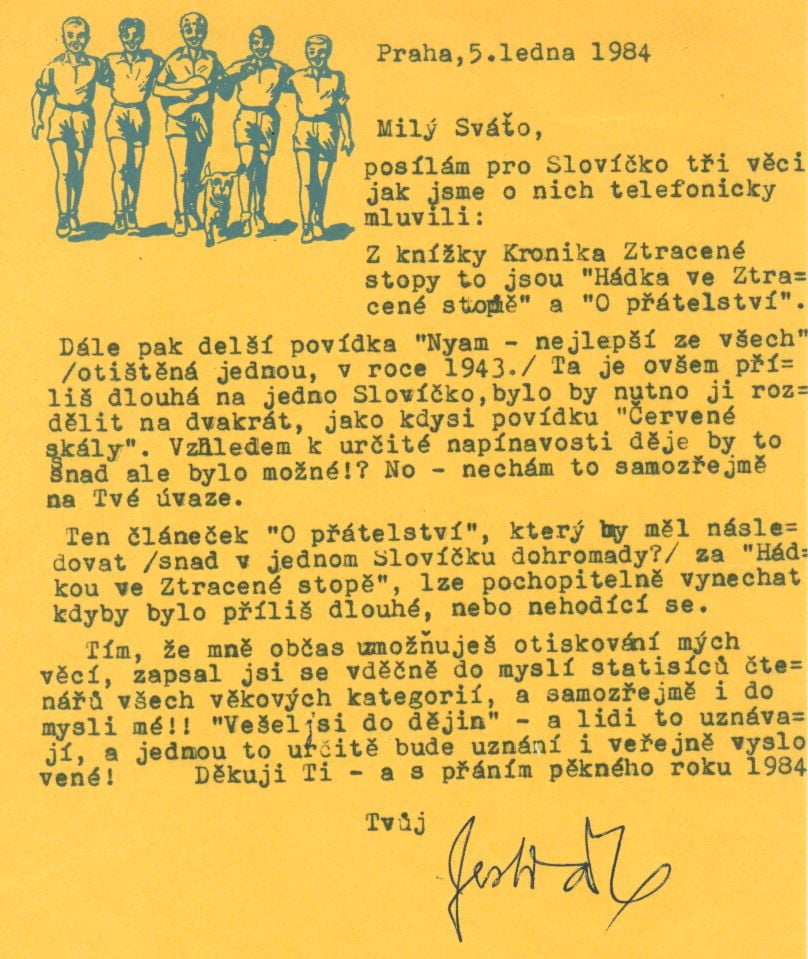 Praha,5.ledna 1984
Milý Sváťo,
posílám pro Slovíčko tři věci
jak jsme o nich telefonicky
mluvili:
Z knížky Kronika Ztracené
stopy to jsou "Hádka ve Ztra=
cené stopě" a "O přátelství".
Dále pak delší povídka "Nyam - nejlepší ze všech"
/otištěná jednou, v roce 1943./ Ta je ovšem pří=
liš dlouhá na jedno Slovíčko,bylo by nutno ji roz=
dělit na dvakrát, jako kdysi povídku "Červené
skály". Vzhledem k určité napínavosti děje by to
snad ale bylo možné!? No - nechám to samozřejmě
na Tvé úvaze.
Ten článeček "O přátelství", který by měl násle=
dovat /snad v jednom Slovíčku dohromady?/ za "Hád=
kou ve Ztracené stopě", lze pochopitelně vynechat
kdyby bylo příliš dlouhé, nebo nehodící se.
Tím, že mně občas umožňuješ otiskování mých
věcí, zapsal jsi se vděčně do myslí statisíců čte=
nářů všech věkových kategorií, a samozřejmě i do
mysli mé!! "Vešel jsi do dějin" - a lidi to uznáva=
jí, a jednou to určitě bude uznání i veřejně vyslo
vené! Děkuji Ti - a s přáním pěkného roku 1984
Tvůj